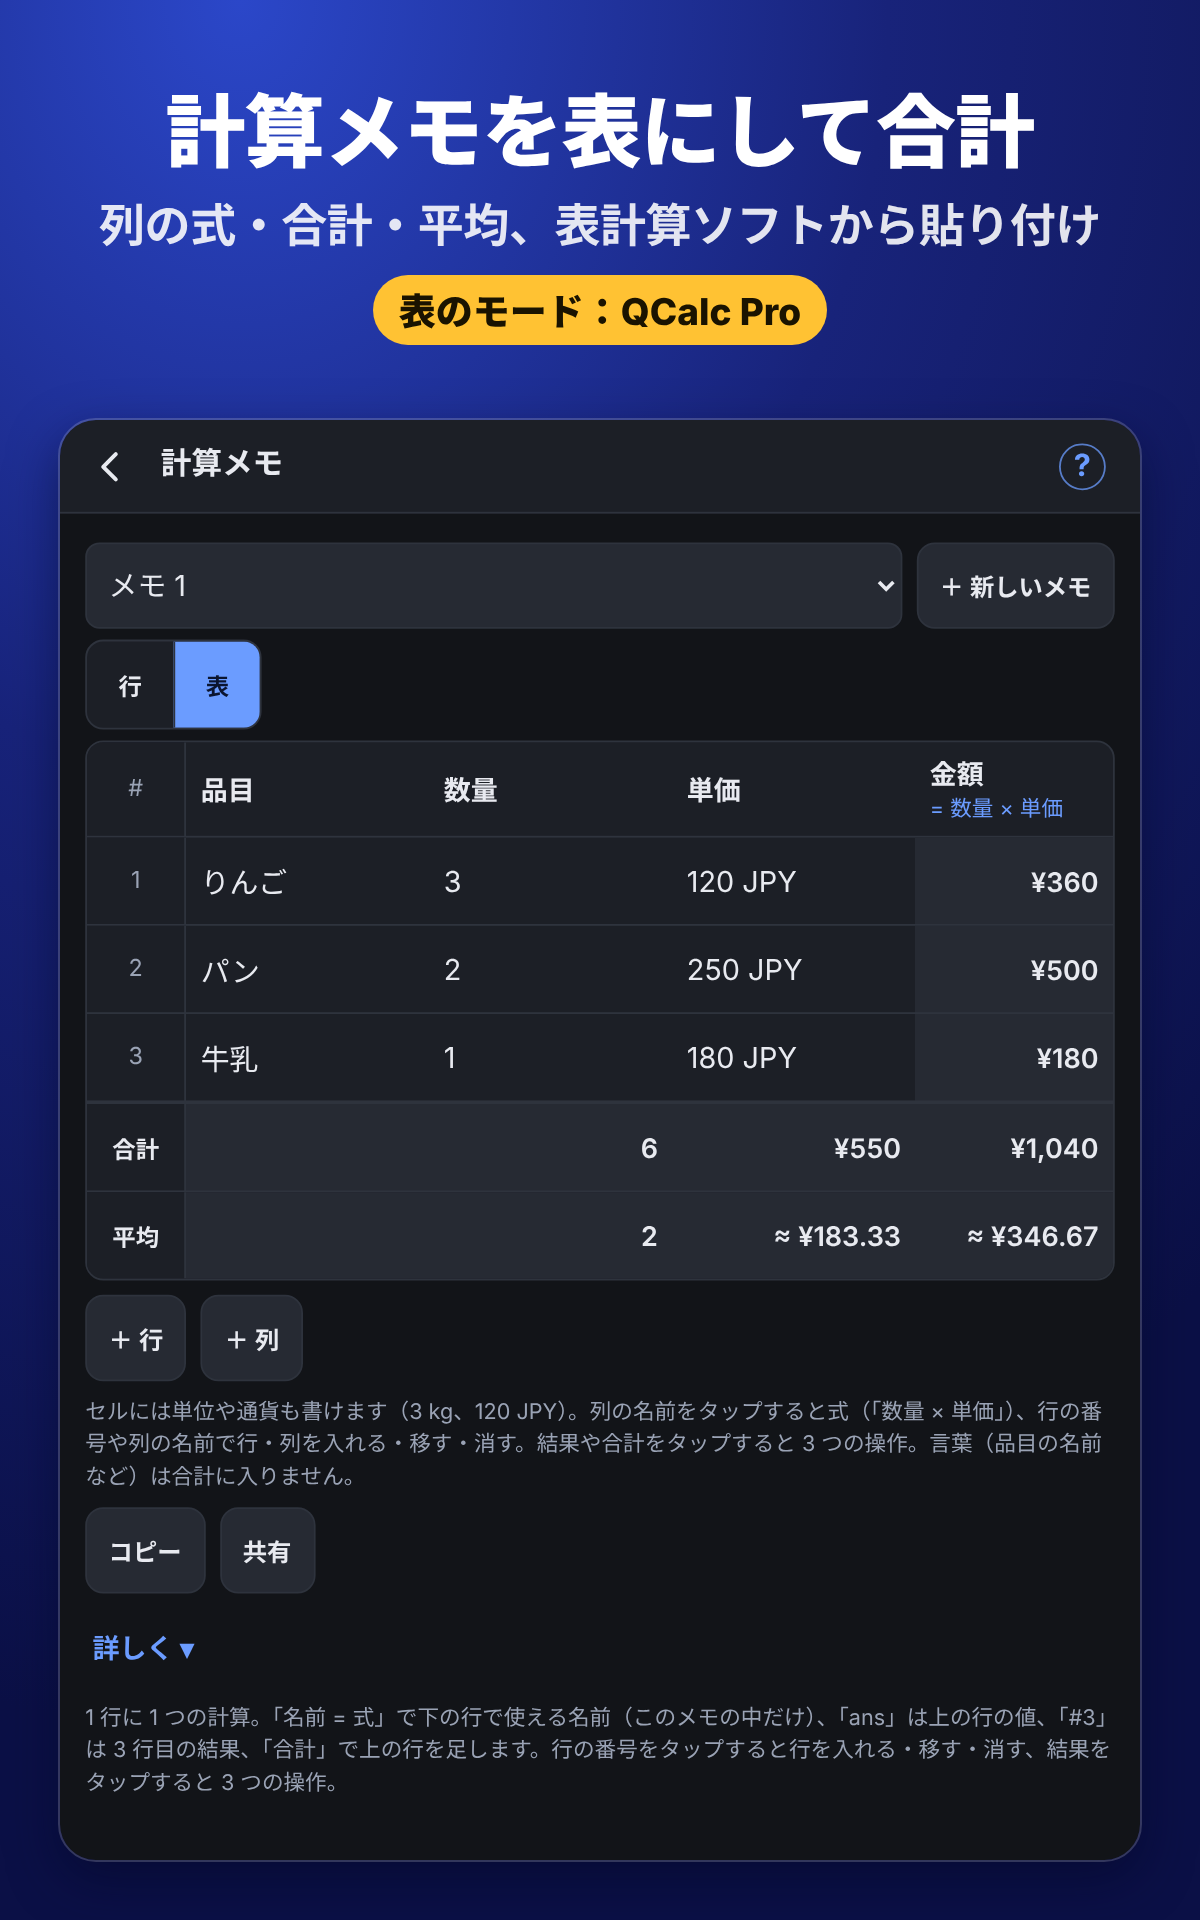 計算メモを表にして合計
列の式・合計・平均、表計算ソフトから貼り付け
表のモード：QCalc Pro
計算メモ
?
メモ 1
＋ 新しいメモ
行 表
# 品目 数量 単価 金額
= 数量 × 単価
1 りんご 3 120 JPY ¥360
2 パン 2 250 JPY ¥500
3 牛乳 1 180 JPY ¥180
合計 6 ¥550 ¥1,040
平均 2 ≈ ¥183.33 ≈ ¥346.67
＋ 行 ＋ 列
セルには単位や通貨も書けます（3 kg、120 JPY）。列の名前をタップすると式（「数量 × 単価」）、行の番
号や列の名前で行・列を入れる・移す・消す。結果や合計をタップすると 3 つの操作。言葉（品目の名前
など）は合計に入りません。
コピー 共有
詳しく ▾
1 行に 1 つの計算。「名前 = 式」で下の行で使える名前（このメモの中だけ）、「ans」は上の行の値、「#3」
は 3 行目の結果、「合計」で上の行を足します。行の番号をタップすると行を入れる・移す・消す、結果を
タップすると 3 つの操作。